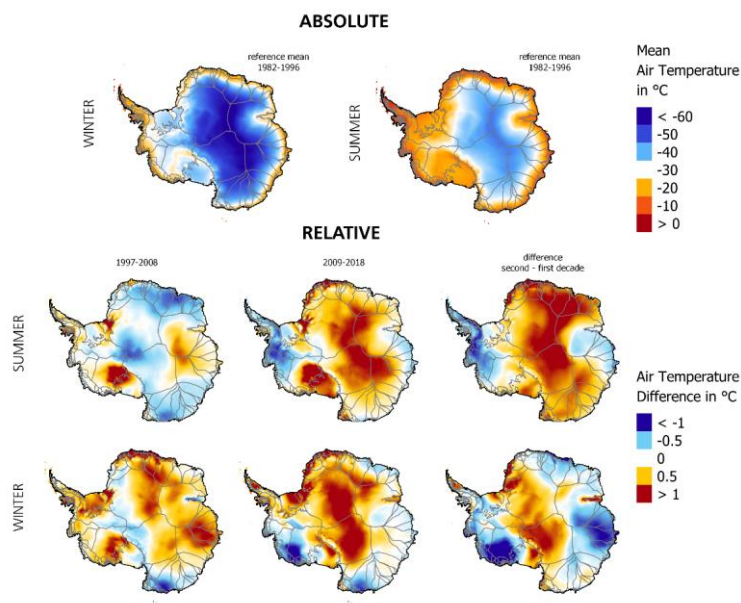 ABSOLUTE
reference mean
1982-1996
reference mean
1982-1996
WINTER
SUMMER
Mean
Air Temperature
in °C
< -60
-50
-40
-30
-20
-10
> 0
RELATIVE
1997-2008
2009-2018
difference
second - first decade
SUMMER
WINTER
Air Temperature
Difference in °C
< -1
-0.5
0
0.5
> 1